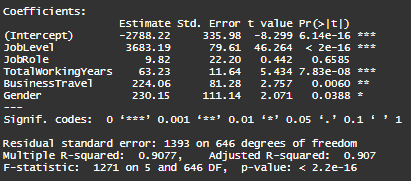 Coefficients:
Estimate Std. Error t value Pr(>|t|)
(Intercept) -2788.22 335.98 -8.299 6.14e-16 ***
JobLevel 3683.19 79.61 46.264 < 2e-16 ***
JobRole 9.82 22.20 0.442 0.6585
TotalWorkingYears 63.23 11.64 5.434 7.83e-08 ***
BusinessTravel 224.06 81.28 2.757 0.0060 **
Gender 230.15 111.14 2.071 0.0388 *
---
Signif. codes: 0 ‘***’ 0.001 ‘**’ 0.01 ‘*’ 0.05 ‘.’ 0.1 ‘ ’ 1
Residual standard error: 1393 on 646 degrees of freedom
Multiple R-squared: 0.9077, Adjusted R-squared: 0.907
F-statistic: 1271 on 5 and 646 DF, p-value: < 2.2e-16